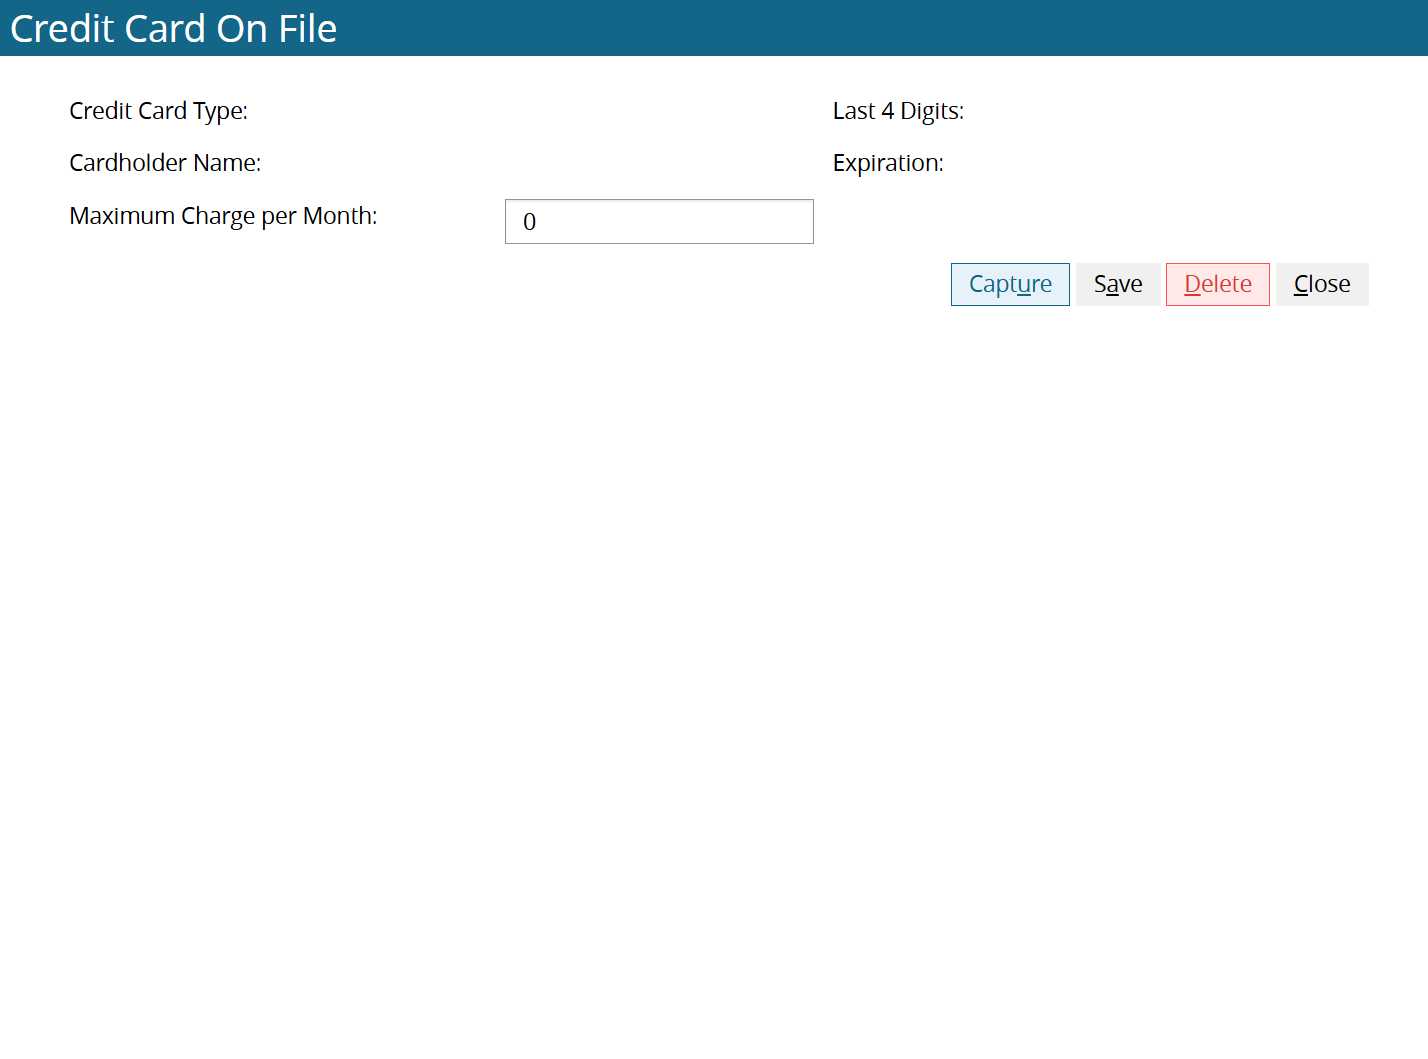 Credit Card On File
Credit Card Type: Last 4 Digits:
Cardholder Name: Expiration:
Maximum Charge per Month: 0
Capture Save Delete Close